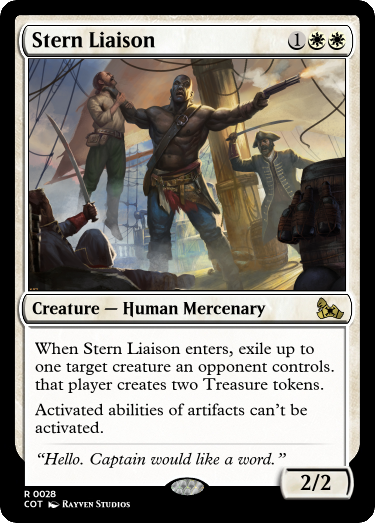 Stern Liaison 1
Creature — Human Mercenary
When Stern Liaison enters, exile up to
one target creature an opponent controls.
that player creates two Treasure tokens.
Activated abilities of artifacts can't be
activated.
“Hello. Captain would like a word.”
2/2
R 0028
COT Rayven Studios